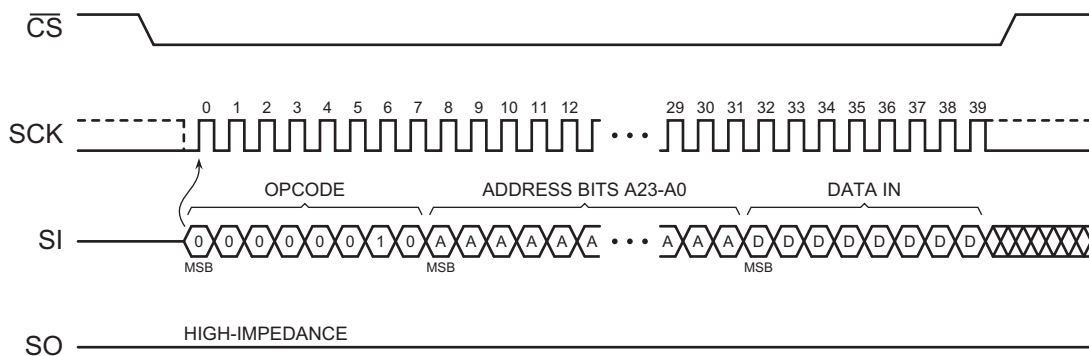 CS
0 1 2 3 4 5 6 7 8 9 10 11 12 29 30 31 32 33 34 35 36 37 38 39
SCK
OPCODE ADDRESS BITS A23-A0 DATA IN
SI 0 0 0 0 0 0 1 0 A A A A A A A A A D D D D D D D D
MSB MSB MSB
HIGH-IMPEDANCE
SO